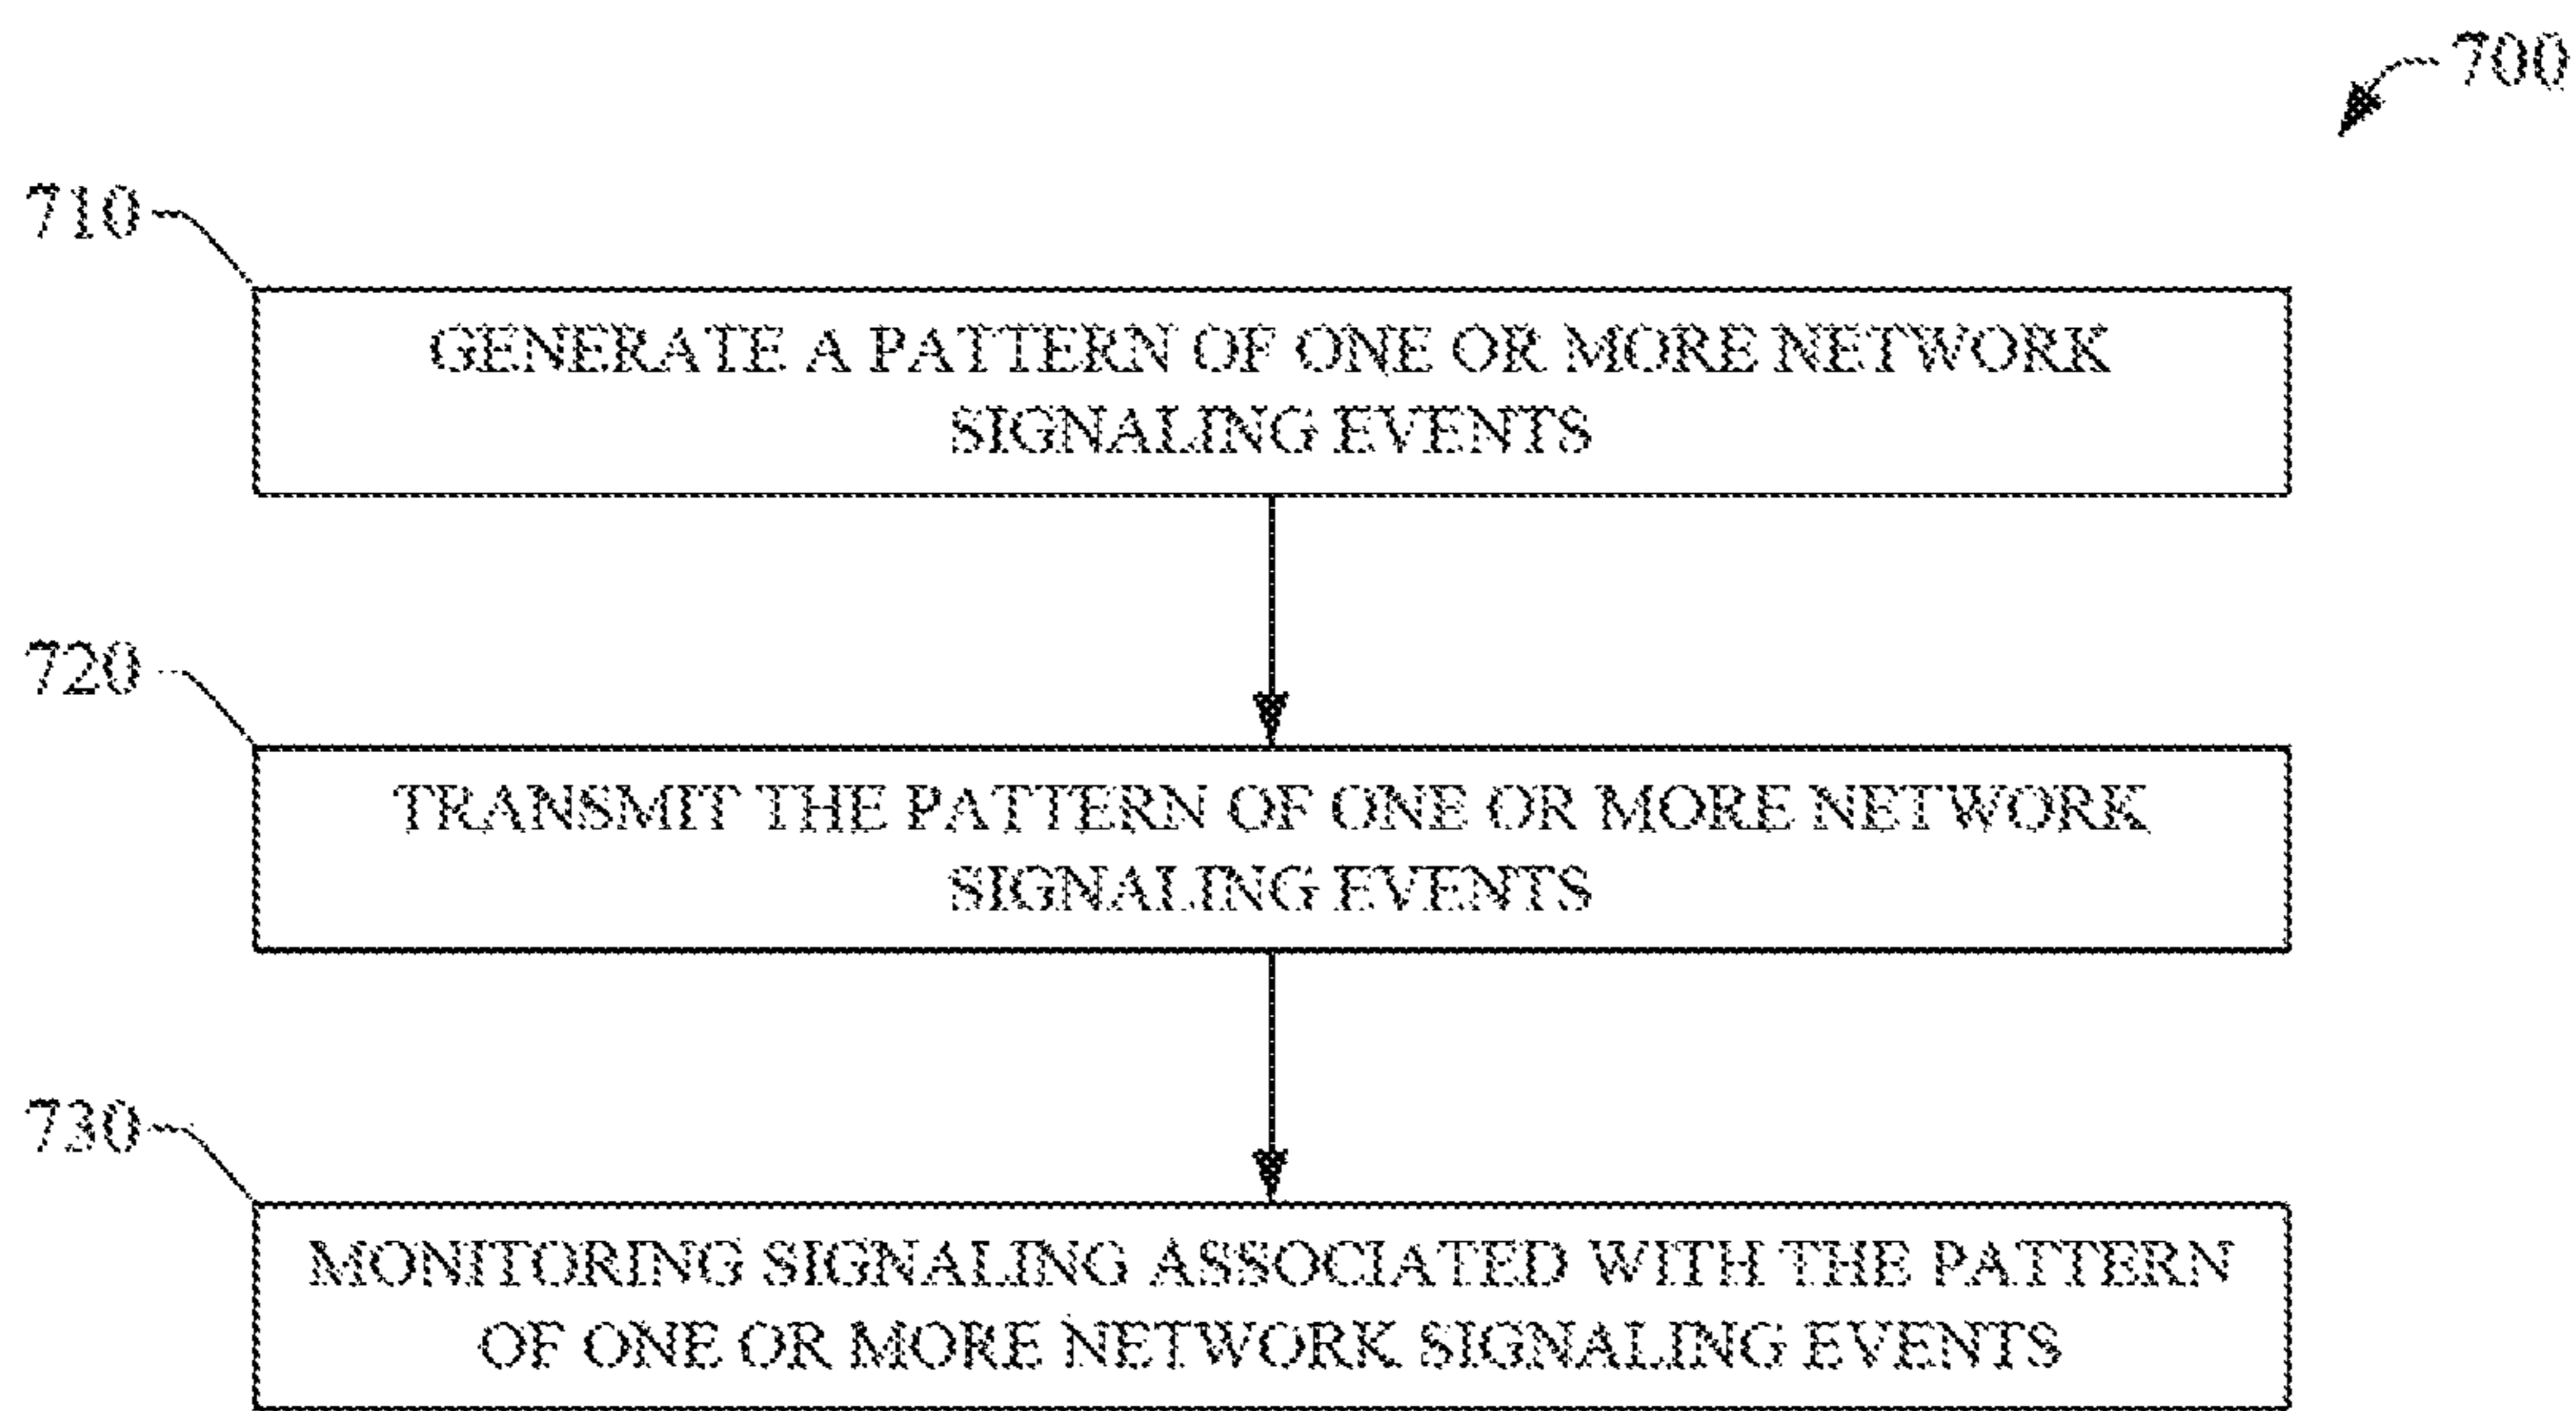 700
710
GENERATE A PATTERN OF ONE OR MORE NETWORK
SIGNALING EVENTS
720
TRANSMIT THE PATTERN OF ONE OR MORE NETWORK
SIGNALING EVENTS
730
MONITORING SIGNALING ASSOCIATED WITH THE PATTERN
OF ONE OR MORE NETWORK SIGNALING EVENTS